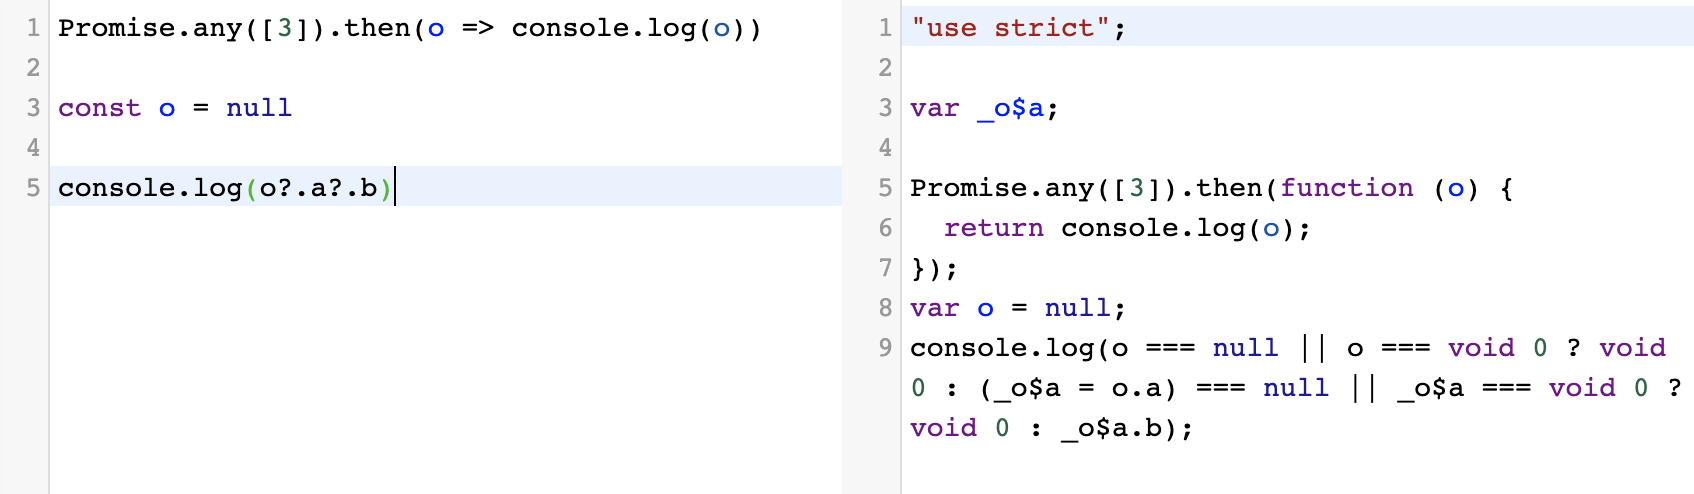 1 Promise.any([3]).then(o => console.log(o))
2
3 const o = null
4
5 console.log(o?.a?.b)
1 "use strict";
2
3 var _o$a;
4
5 Promise.any([3]).then(function (o) {
6   return console.log(o);
7 });
8 var o = null;
9 console.log(o === null || o === void 0 ? void
0 : (_o$a = o.a) === null || _o$a === void 0 ?
void 0 : _o$a.b);